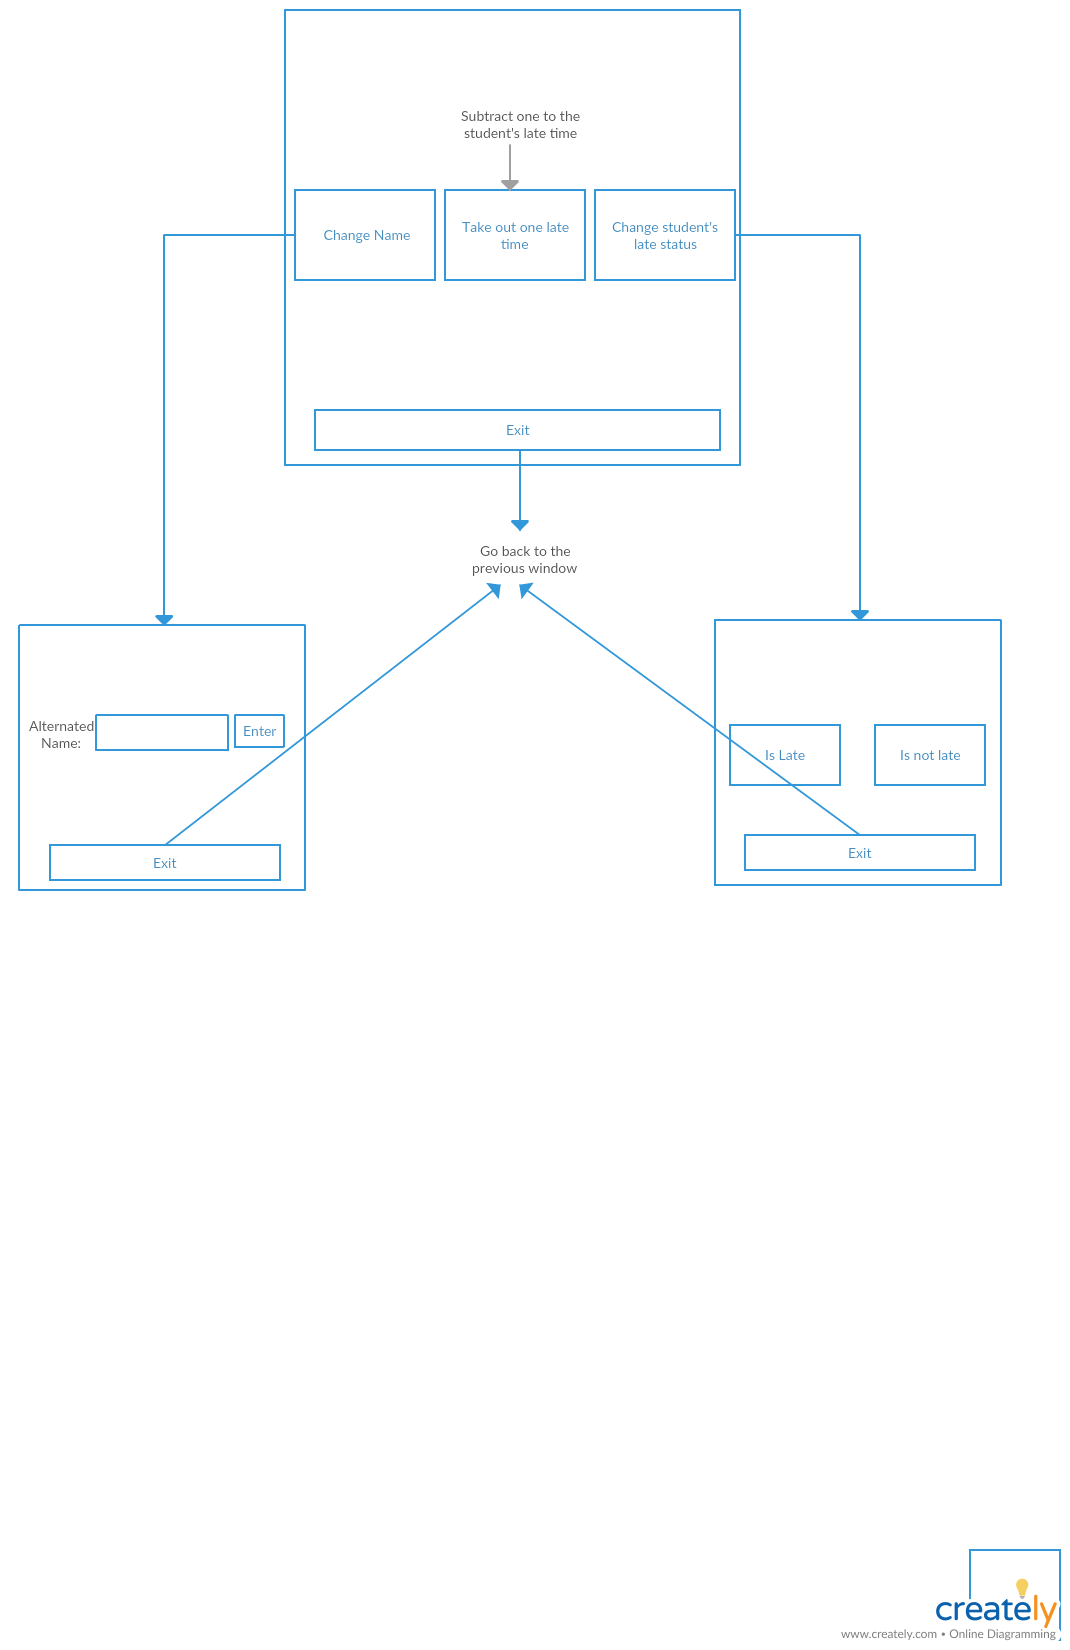 Subtract one to the
student's late time
Change Name
Take out one late
time
Change student's
late status
Exit
Go back to the
previous window
Alternated
Name:
Enter
Exit
Is Late
Is not late
Exit
creately
www.creately.com • Online Diagramming